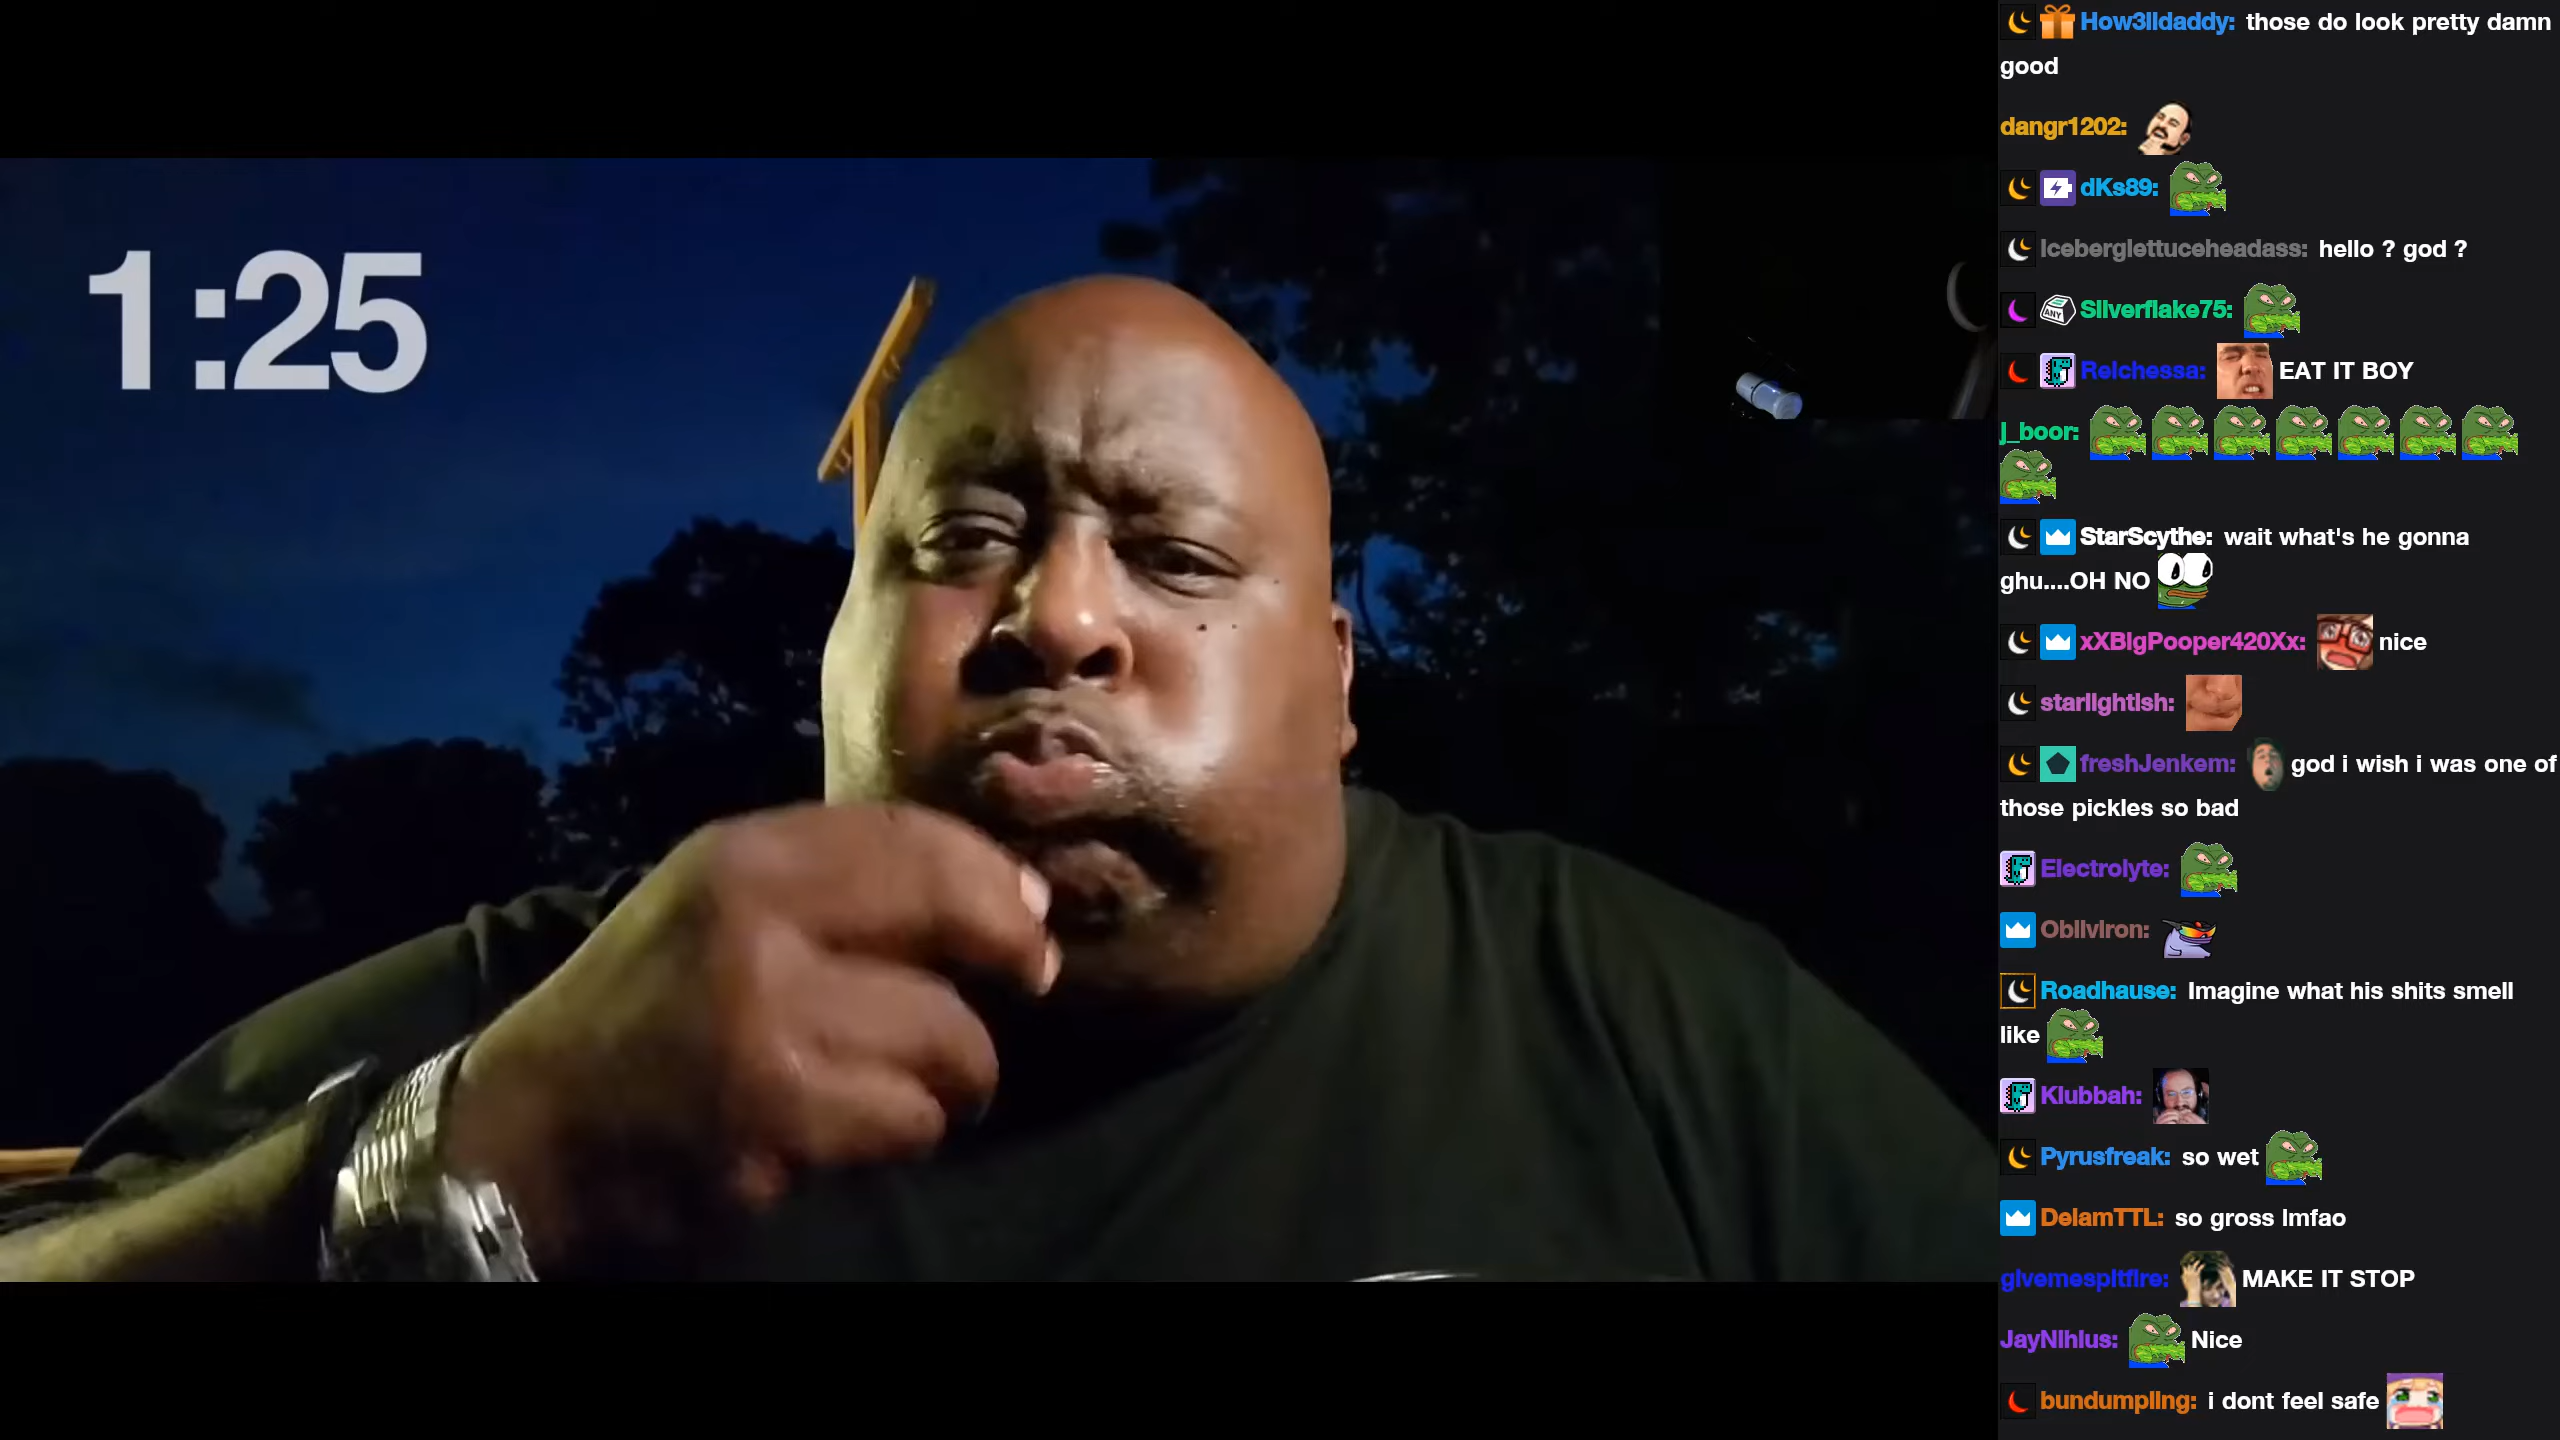 1:25
How3lldaddy: those do look pretty damn
good
dangr1202:
dKs89:
Iceberglettuceheadass: hello ? god ?
ANY
Silverflake75:
Reichessa: EAT IT BOY
J_boor:
StarScythe: wait what's he gonna
ghu....OH NO
xXBigPooper420Xx: nice
starlightish:
freshJenkem: god i wish i was one of
those pickles so bad
Electrolyte:
Obliviron:
Roadhause: Imagine what his shits smell
like
Klubbah:
Pyrusfreak: so wet
DelamTTL: so gross lmfao
givemespitfire: MAKE IT STOP
JayNihlus: Nice
bundumpling: i dont feel safe